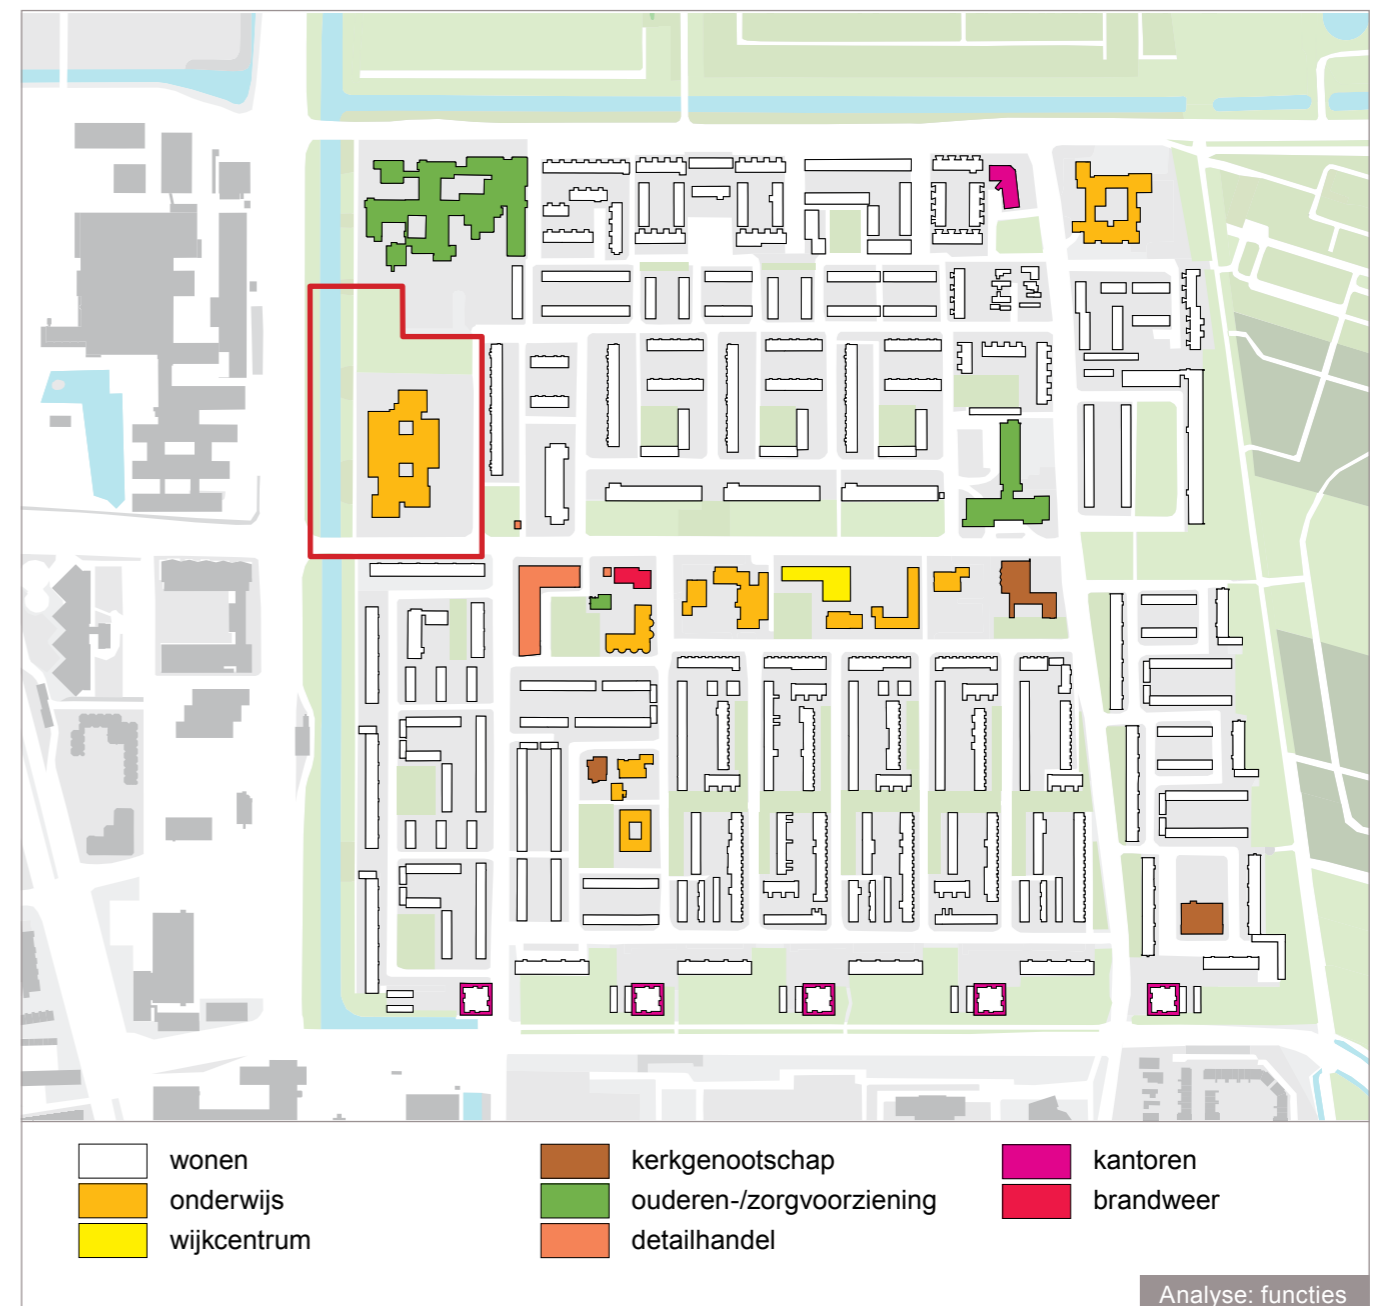 wonen
onderwijs
wijkcentrum
kerkgenootschap
ouderen-/zorgvoorziening
detailhandel
kantoren
brandweer
Analyse: functies